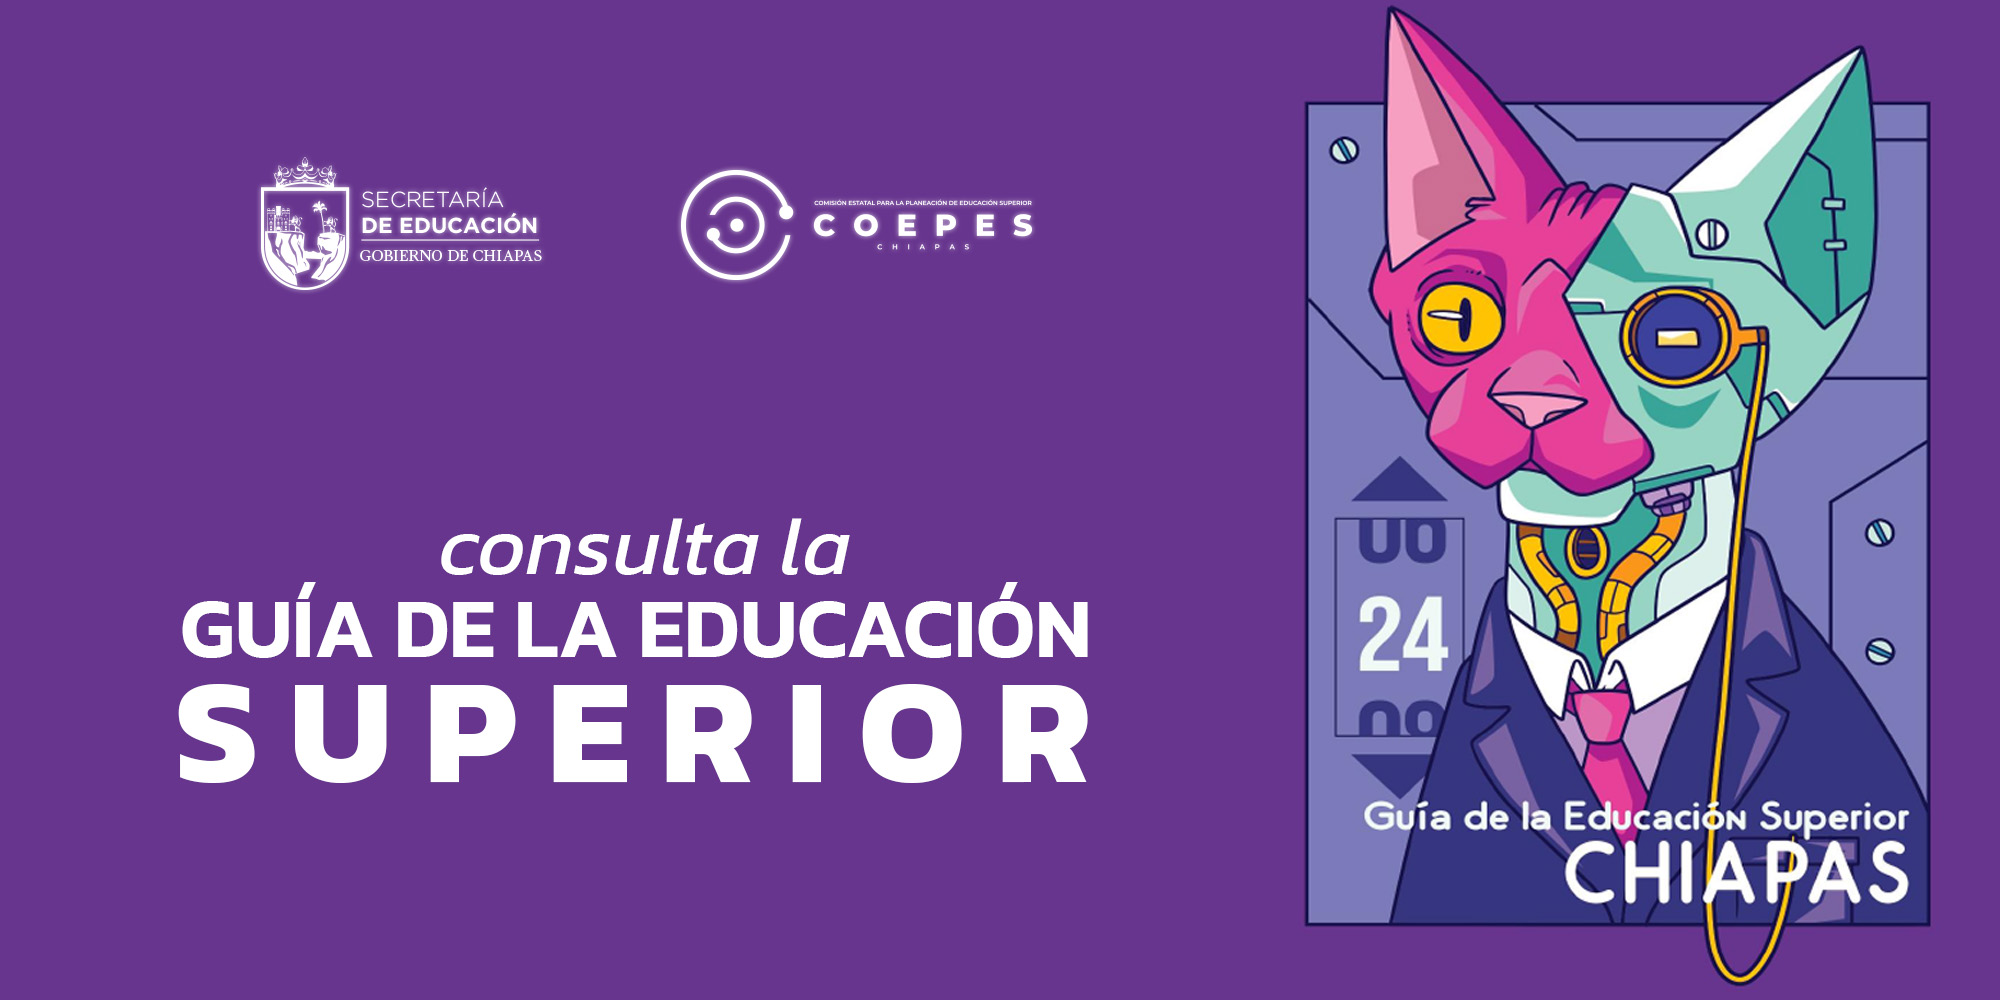 SECRETARÍA
DE EDUCACIÓN
GOBIERNO DE CHIAPAS
COMISIÓN ESTATAL PARA LA PLANEACIÓN DE EDUCACIÓN SUPERIOR
COEPES
CHIAPAS
consulta la
GUÍA DE LA EDUCACIÓN
SUPERIOR
24
Guía de la Educación Superior
CHIAPAS